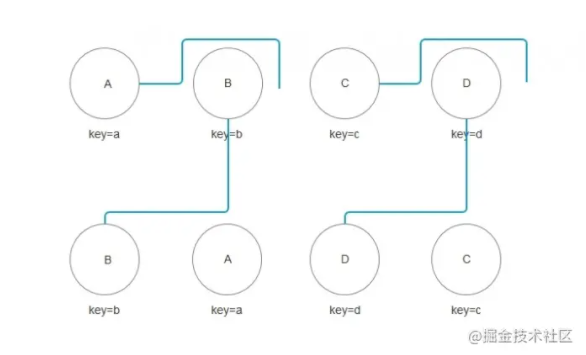 A B C D
key=a key=b key=c key=d
B A D C
key=b key=a key=d key=c
@掘金技术社区